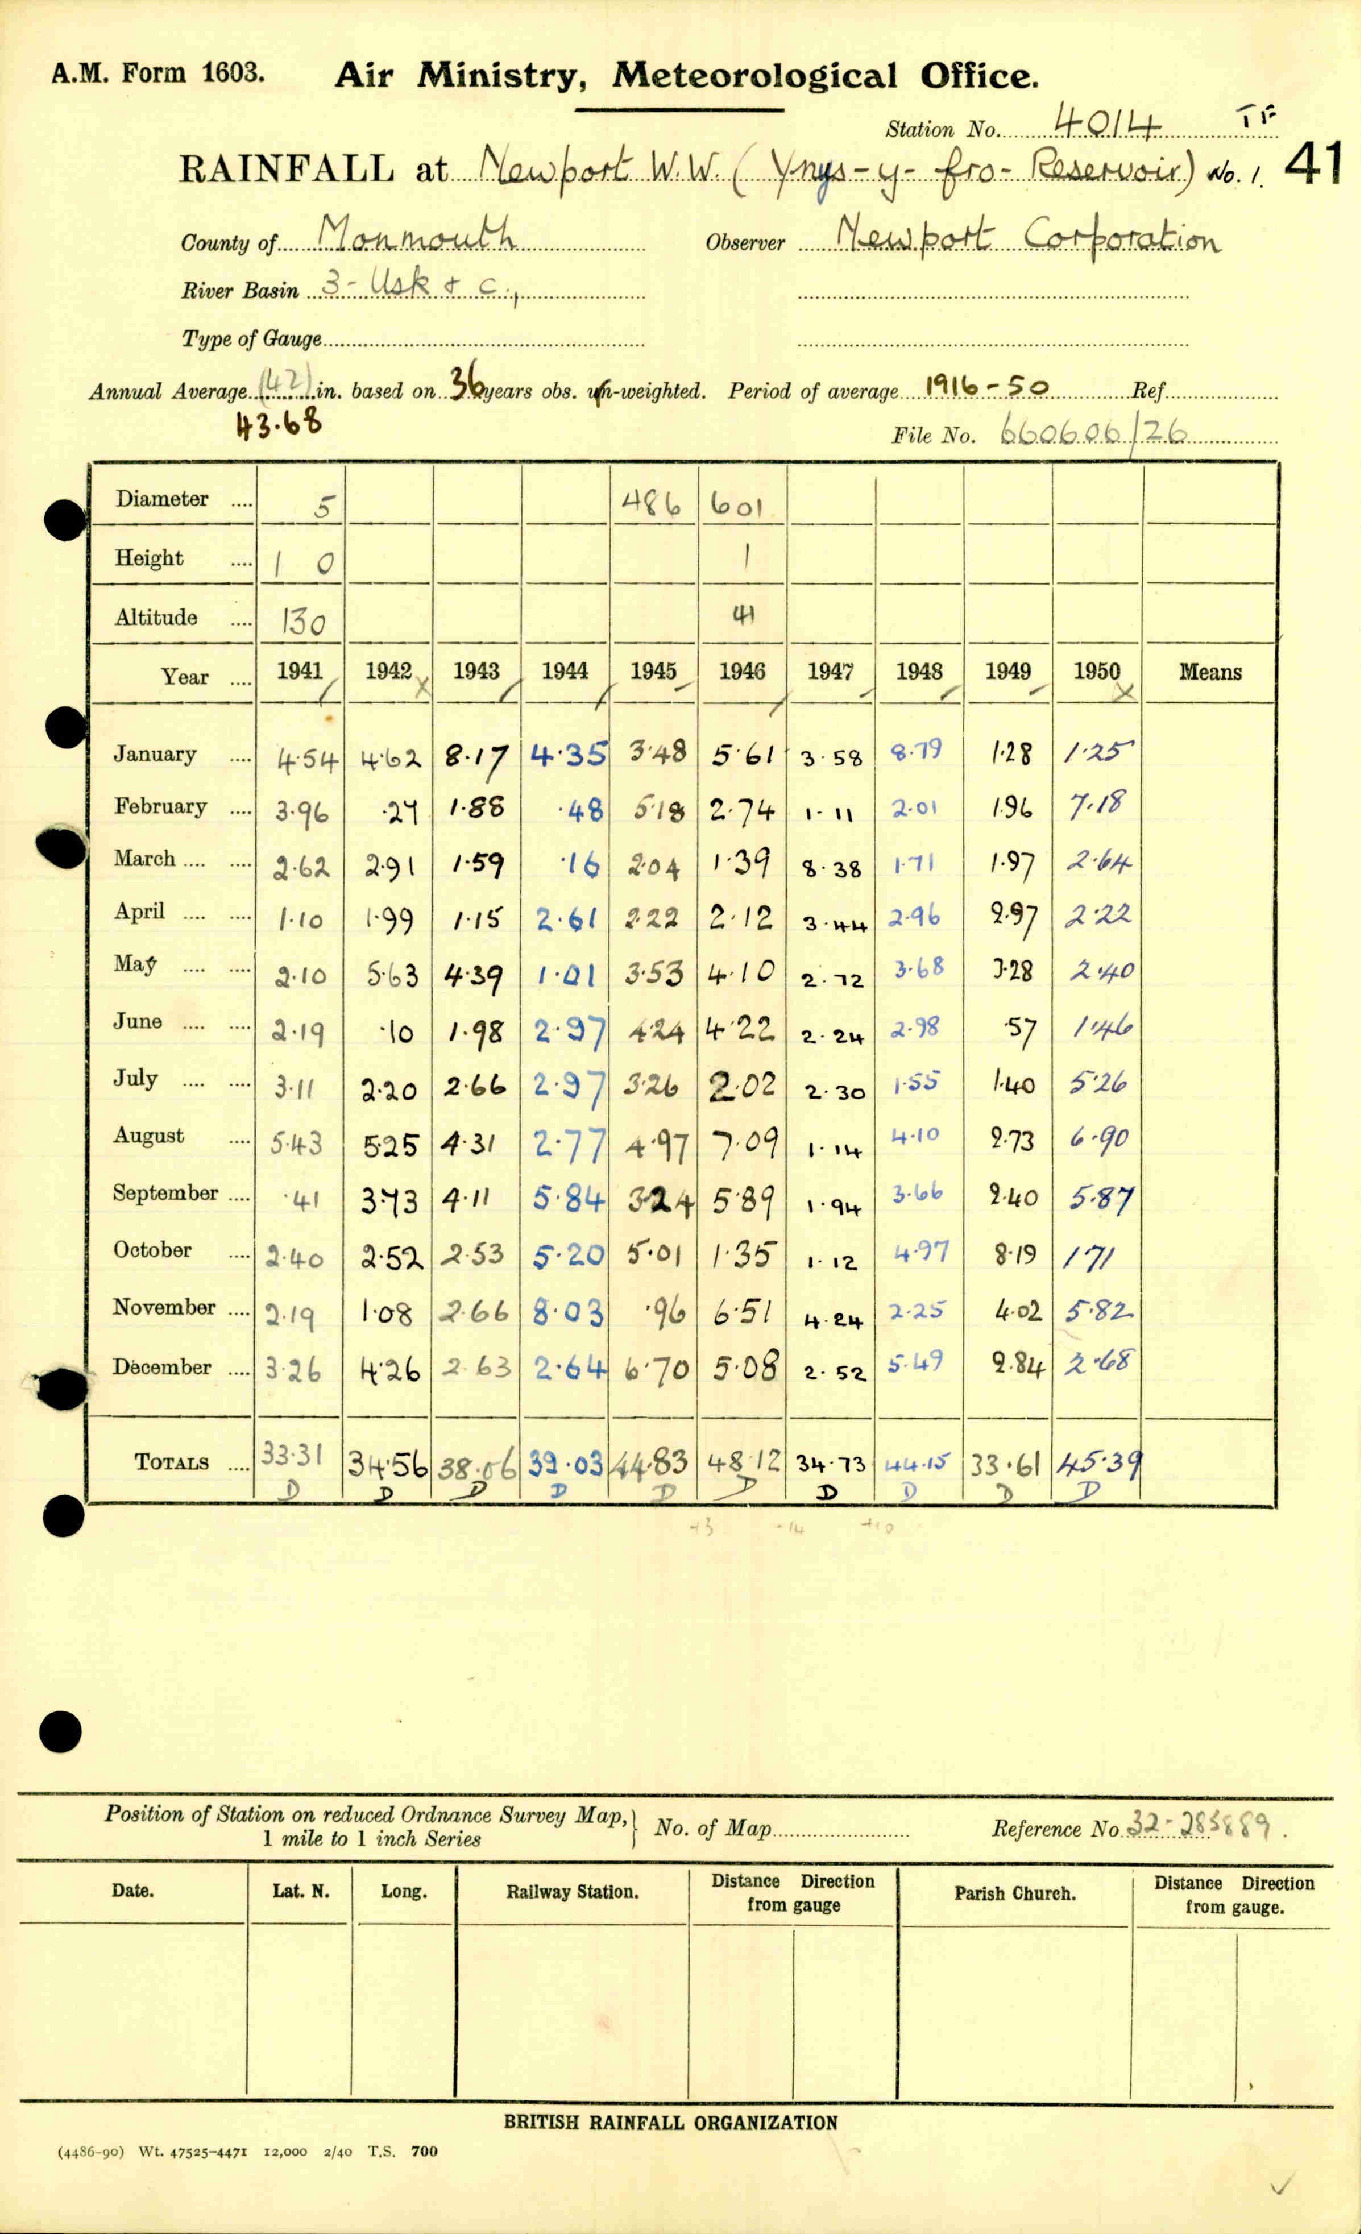 A.M. Form 1603. Air Ministry, Meteorological Office.
Station No. 4014 TF
RAINFALL at Newport W.W. (Ynys-y-fro-Reservoir) No. 1. 41
County of Monmouth Observer Newport Corporation
River Basin 3-Usk & c.,
Type of Gauge
Annual Average (42) in. based on 36 years obs. un-weighted. Period of average 1916-50 Ref.
43.68
File No. 660606/26
Diameter .... 5 486 601
Height .... 1 0 1
Altitude .... 130 41
Year .... 1941 1942 1943 1944 1945 1946 1947 1948 1949 1950 Means
January .... 4.54 4.62 8.17 4.35 3.48 5.61 3.58 8.79 1.28 1.25
February .... 3.96 .27 1.88 .48 5.18 2.74 1.11 2.01 1.96 7.18
March .... .... 2.62 2.91 1.59 .16 2.04 1.39 8.38 1.71 1.97 2.64
April .... .... 1.10 1.99 1.15 2.61 2.22 2.12 3.44 2.96 2.97 2.22
May .... .... 2.10 5.63 4.39 1.01 3.53 4.10 2.72 3.68 3.28 2.40
June .... .... 2.19 .10 1.98 2.97 4.24 4.22 2.24 2.98 .57 1.46
July .... .... 3.11 2.20 2.66 2.97 3.26 2.02 2.30 1.55 1.40 5.26
August .... 5.43 5.25 4.31 2.77 4.97 7.09 1.14 4.10 2.73 6.90
September .... .41 3.73 4.11 5.84 3.24 5.89 1.94 3.66 2.40 5.87
October .... 2.40 2.52 2.53 5.20 5.01 1.35 1.12 4.97 8.19 1.71
November .... 2.19 1.08 2.66 8.03 .96 6.51 4.24 2.25 4.02 5.82
December .... 3.26 4.26 2.63 2.64 6.70 5.08 2.52 5.49 2.84 2.68
TOTALS .... 33.31 34.56 38.06 39.03 44.83 48.12 34.73 44.15 33.61 45.39
D D D D D D D D D D
+3 -14 +10
Position of Station on reduced Ordnance Survey Map,} No. of Map Reference No 32-283889.
1 mile to 1 inch Series
Date. Lat. N. Long. Railway Station. Distance Direction from gauge Parish Church. Distance Direction from gauge.
BRITISH RAINFALL ORGANIZATION
(4486-90) Wt. 47525-4471 12,000 2/40 T.S. 700